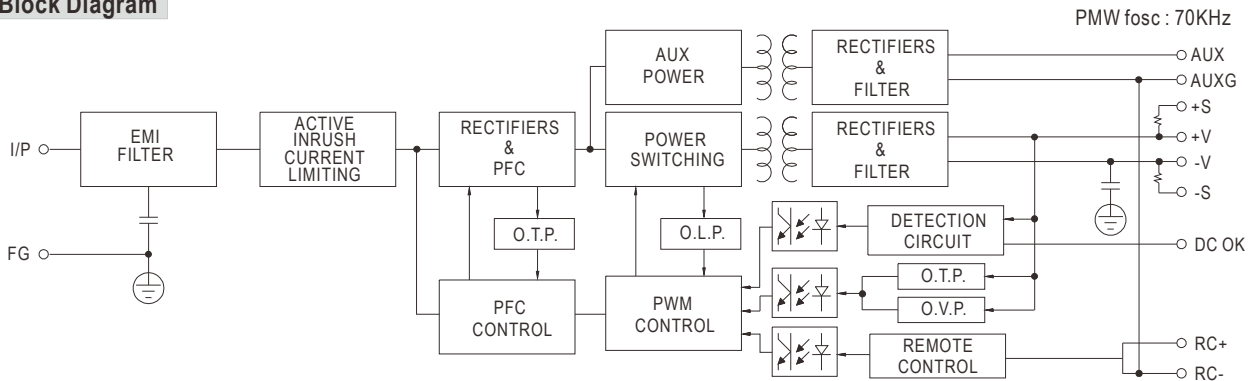 Block Diagram
PMW fosc : 70KHz
AUX
POWER
RECTIFIERS
&
FILTER
AUX
AUXG
+S
I/P
EMI
FILTER
ACTIVE
INRUSH
CURRENT
LIMITING
RECTIFIERS
&
PFC
POWER
SWITCHING
RECTIFIERS
&
FILTER
+V
-V
-S
O.T.P.
O.L.P.
DETECTION
CIRCUIT
DC OK
FG
PFC
CONTROL
PWM
CONTROL
O.T.P.
O.V.P.
REMOTE
CONTROL
RC+
RC-